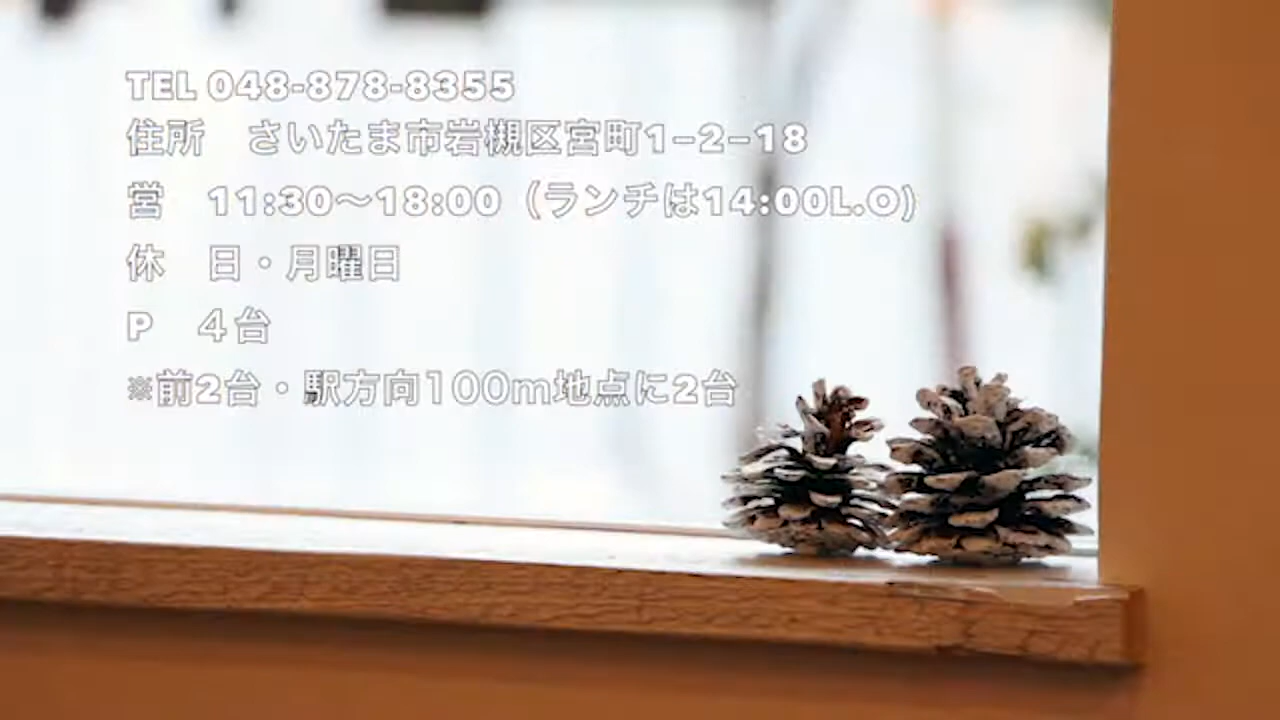 TEL 048-878-8355
住所　さいたま市岩槻区宮町1−2−18
営　11:30〜18:00（ランチは14:00L.O)
休　日・月曜日
P　４台
※前2台・駅方向100m地点に2台